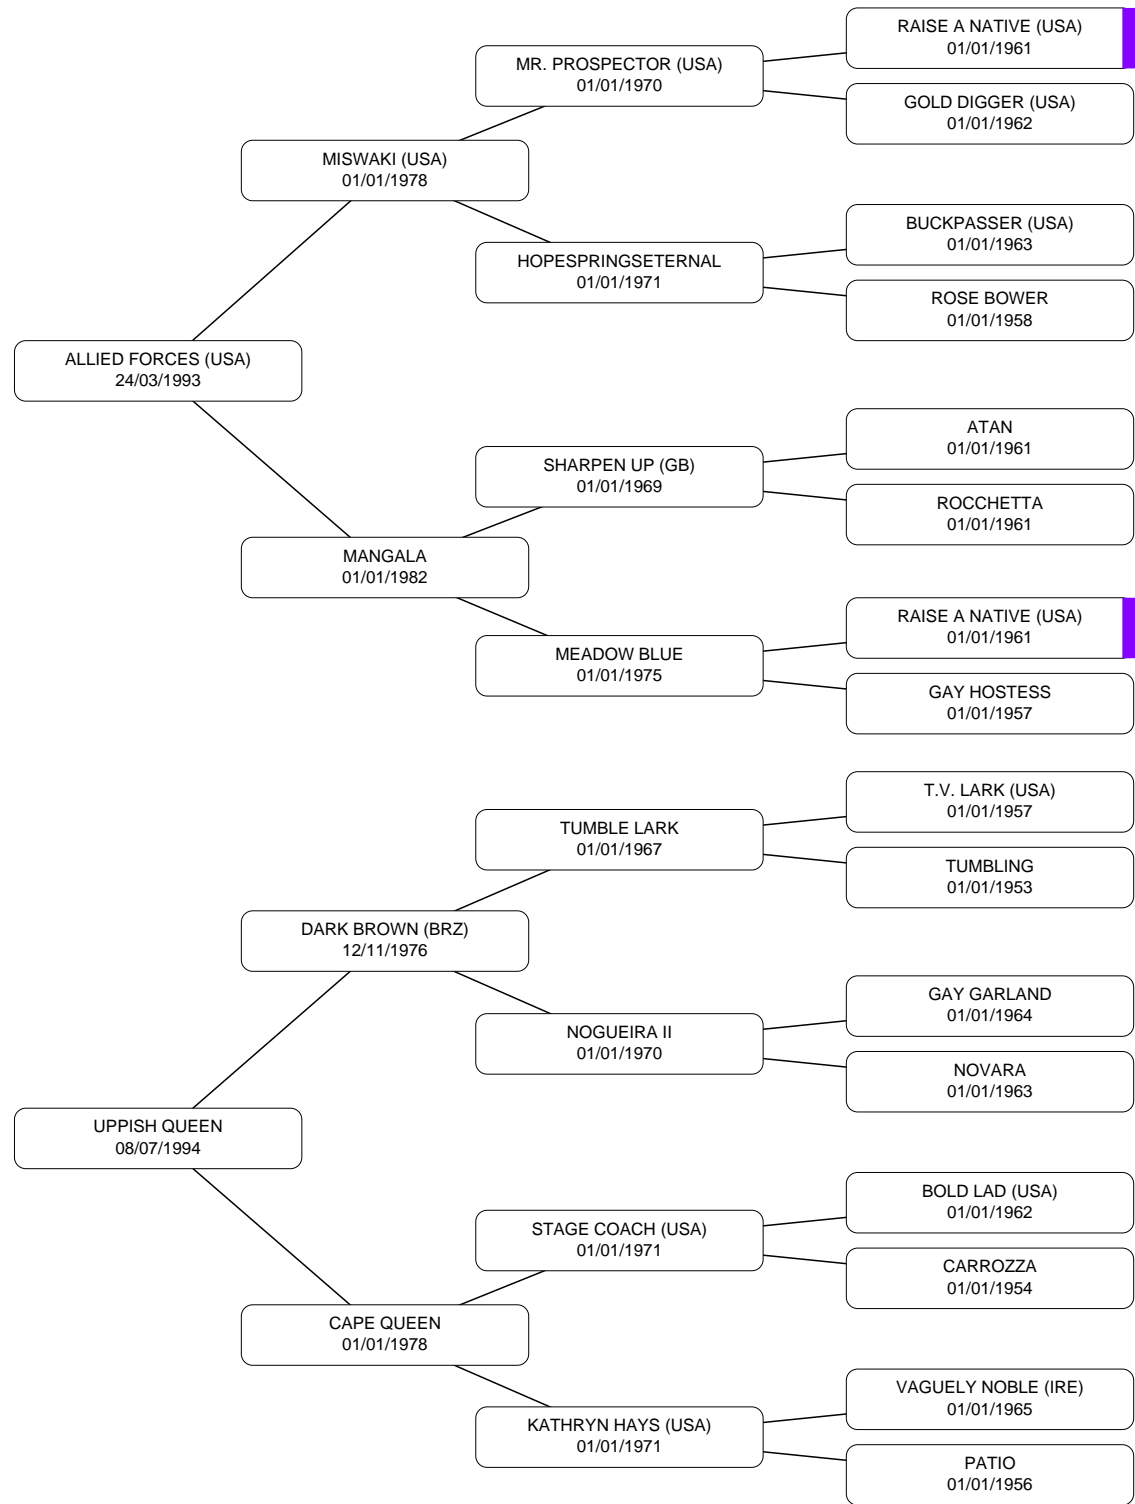 RAISE A NATIVE (USA)
01/01/1961
MR. PROSPECTOR (USA)
01/01/1970
GOLD DIGGER (USA)
01/01/1962
MISWAKI (USA)
01/01/1978
BUCKPASSER (USA)
01/01/1963
HOPESPRINGSETERNAL
01/01/1971
ROSE BOWER
01/01/1958
ALLIED FORCES (USA)
24/03/1993
ATAN
01/01/1961
SHARPEN UP (GB)
01/01/1969
ROCCHETTA
01/01/1961
MANGALA
01/01/1982
RAISE A NATIVE (USA)
01/01/1961
MEADOW BLUE
01/01/1975
GAY HOSTESS
01/01/1957
T.V. LARK (USA)
01/01/1957
TUMBLE LARK
01/01/1967
TUMBLING
01/01/1953
DARK BROWN (BRZ)
12/11/1976
GAY GARLAND
01/01/1964
NOGUEIRA II
01/01/1970
NOVARA
01/01/1963
UPPISH QUEEN
08/07/1994
BOLD LAD (USA)
01/01/1962
STAGE COACH (USA)
01/01/1971
CARROZZA
01/01/1954
CAPE QUEEN
01/01/1978
VAGUELY NOBLE (IRE)
01/01/1965
KATHRYN HAYS (USA)
01/01/1971
PATIO
01/01/1956